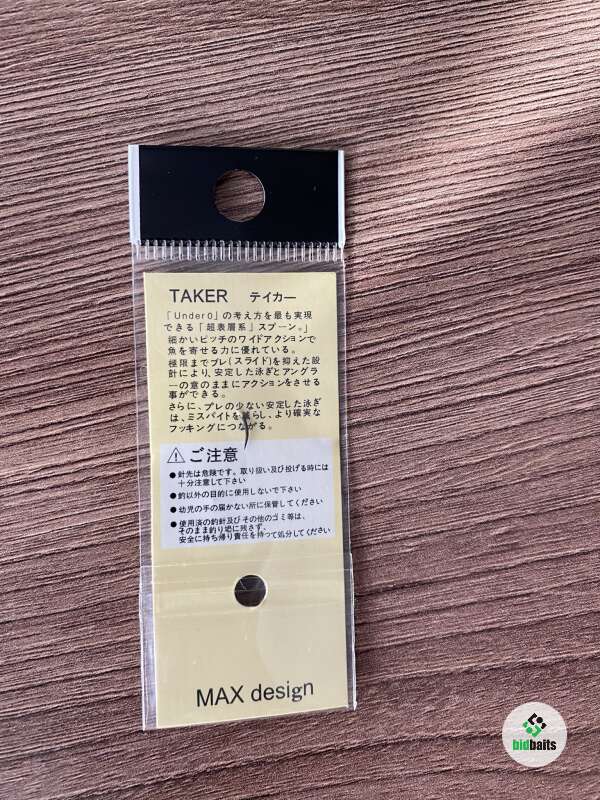 TAKER テイカー
「Under0」の考え方を最も実現
できる「超表層系」スプーン。」
細かいピッチのワイドアクションで
魚を寄せる力に優れている。
極限までブレ(スライド)を抑えた設
計により、安定した泳ぎとアングラ
ーの意のままにアクションをさせる
事ができる。
さらに、ブレの少ない安定した泳ぎ
は、ミスバイトを減らし、より確実な
フッキングにつながる。
ご注意
●針先は危険です。取り扱い及び投げる時には
十分注意して下さい
●釣以外の目的に使用しないで下さい
●幼児の手の届かない所に保管してください
●使用済の釣針及びその他のゴミ等は、
そのまま釣り場に残さず、
安全に持ち帰り責任を持つて処分してください
MAX design
bidbaits